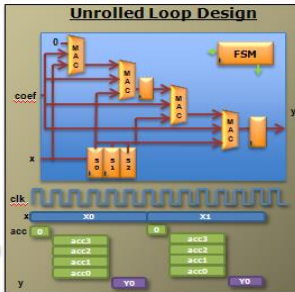 Unrolled Loop Design
0
MAC
MAC
FSM
MAC
coef
MAC
y
x
S0
S1
S2
clk
x X0 X1
acc 0 0
acc3 acc3
acc2 acc2
acc1 acc1
acc0 acc0
y Y0 Y0